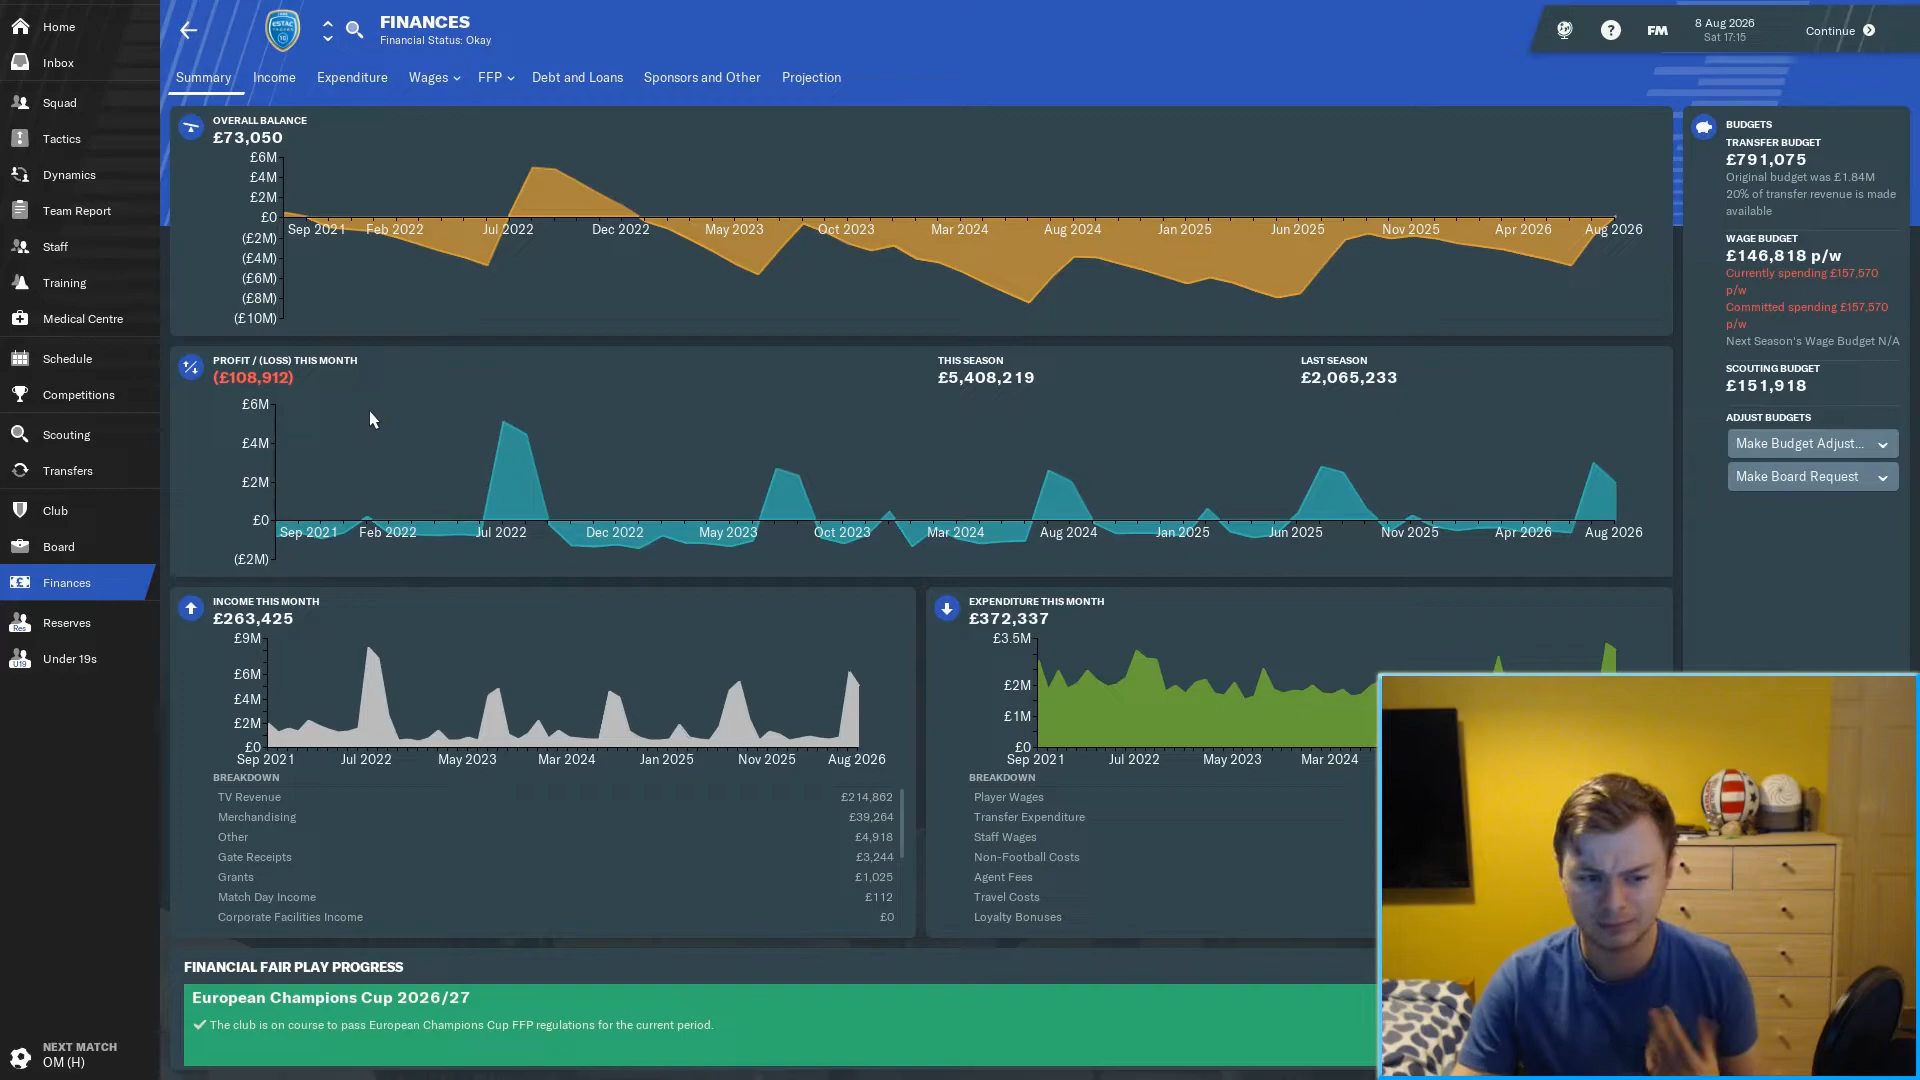 Home
Inbox
Squad
Tactics
Dynamics
Team Report
Staff
Training
Medical Centre
Schedule
Competitions
Scouting
Transfers
Club
Board
Finances
Res
Reserves
U19
Under 19s
NEXT MATCH
OM (H)
ESTAC
FINANCES
Financial Status: Okay
FM
8 Aug 2026
Sat 17:15
Continue
Summary
Income
Expenditure
Wages
FFP
Debt and Loans
Sponsors and Other
Projection
OVERALL BALANCE
£73,050
£6M
£4M
£2M
£0
(£2M)
(£4M)
(£6M)
(£8M)
(£10M)
Sep 2021 Feb 2022 Jul 2022 Dec 2022 May 2023 Oct 2023 Mar 2024 Aug 2024 Jan 2025 Jun 2025 Nov 2025 Apr 2026 Aug 2026
PROFIT / (LOSS) THIS MONTH
(£108,912)
THIS SEASON
£5,408,219
LAST SEASON
£2,065,233
£6M
£4M
£2M
£0
(£2M)
Sep 2021 Feb 2022 Jul 2022 Dec 2022 May 2023 Oct 2023 Mar 2024 Aug 2024 Jan 2025 Jun 2025 Nov 2025 Apr 2026 Aug 2026
INCOME THIS MONTH
£263,425
£9M
£6M
£4M
£2M
£0
Sep 2021 Jul 2022 May 2023 Mar 2024 Jan 2025 Nov 2025 Aug 2026
BREAKDOWN
TV Revenue £214,862
Merchandising £39,264
Other £4,918
Gate Receipts £3,244
Grants £1,025
Match Day Income £112
Corporate Facilities Income £0
EXPENDITURE THIS MONTH
£372,337
£3.5M
£2M
£1M
£0
Sep 2021 Jul 2022 May 2023 Mar 2024
BREAKDOWN
Player Wages
Transfer Expenditure
Staff Wages
Non-Football Costs
Agent Fees
Travel Costs
Loyalty Bonuses
FINANCIAL FAIR PLAY PROGRESS
European Champions Cup 2026/27
The club is on course to pass European Champions Cup FFP regulations for the current period.
BUDGETS
TRANSFER BUDGET
£791,075
Original budget was £1.84M
20% of transfer revenue is made
available
WAGE BUDGET
£146,818 p/w
Currently spending £157,570
p/w
Committed spending £157,570
p/w
Next Season's Wage Budget N/A
SCOUTING BUDGET
£151,918
ADJUST BUDGETS
Make Budget Adjust...
Make Board Request